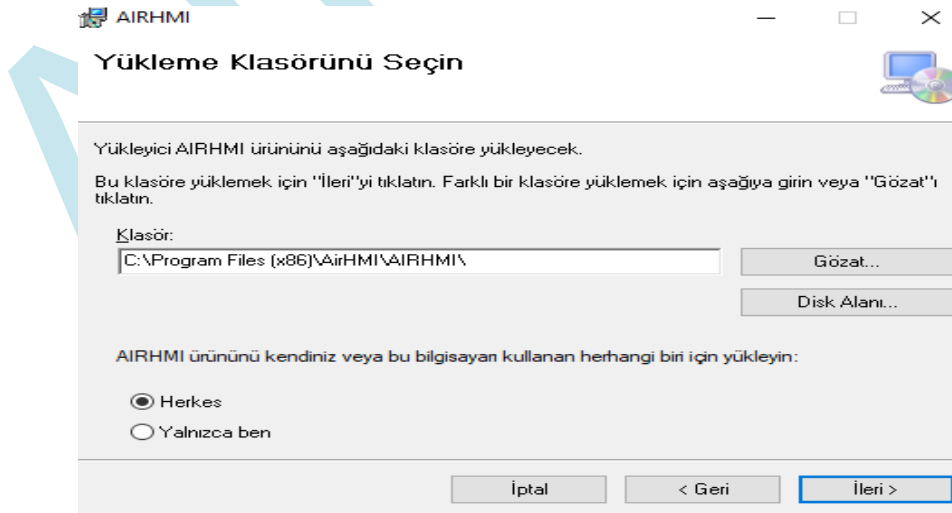 AIRHMI
Yükleme Klasörünü Seçin
Yükleyici AIRHMI ürününü aşağıdaki klasöre yükleyecek.
Bu klasöre yüklemek için "İleri"yi tıklatın. Farklı bir klasöre yüklemek için aşağıya girin veya "Gözat"ı
tıklatın.
Klasör:
C:\Program Files (x86)\AirHMI\AIRHMI\
Gözat...
Disk Alanı...
AIRHMI ürününü kendiniz veya bu bilgisayarı kullanan herhangi biri için yükleyin:
Herkes
Yalnızca ben
İptal
< Geri
İleri >